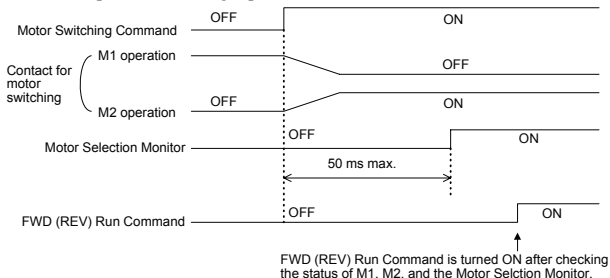 OFF
ON
Motor Switching Command
M1 operation
OFF
Contact for
motor
switching
OFF
ON
M2 operation
OFF
ON
Motor Selection Monitor
50 ms max.
OFF
ON
FWD (REV) Run Command
FWD (REV) Run Command is turned ON after checking
the status of M1, M2, and the Motor Selction Monitor.